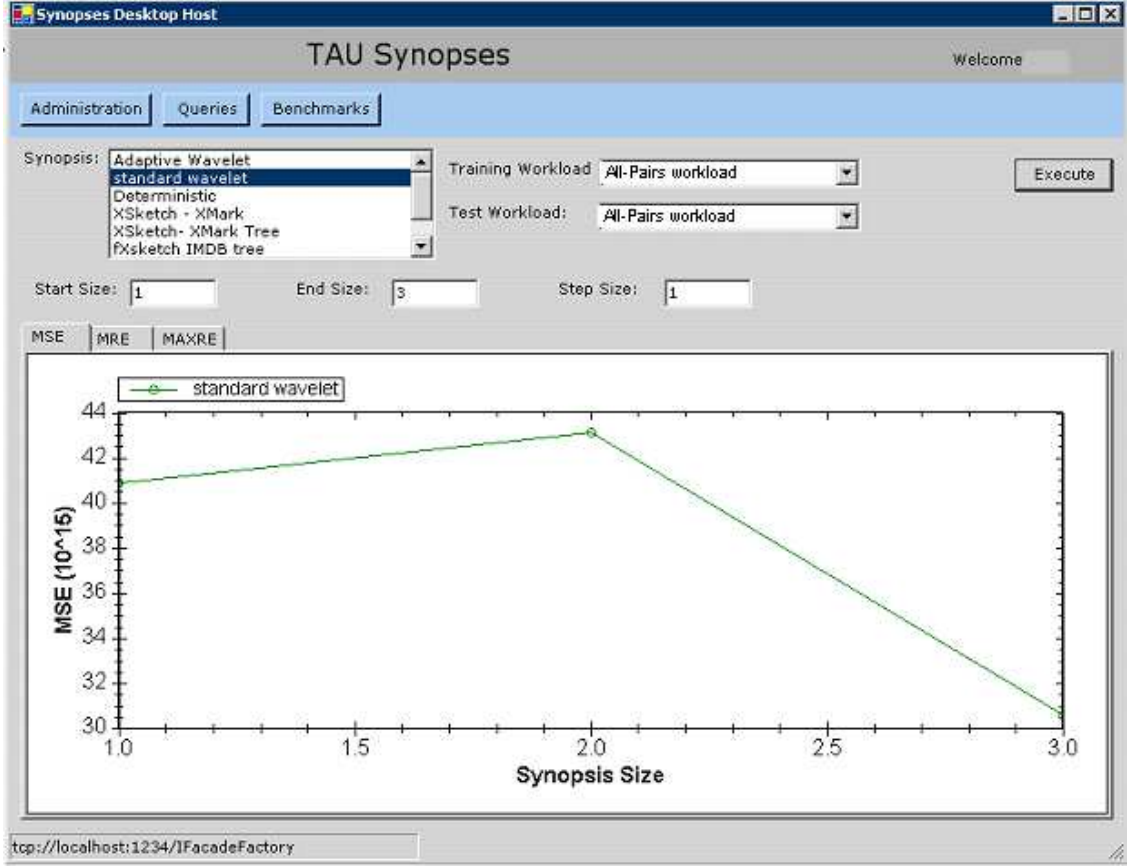 Synopses Desktop Host
TAU Synopses
Welcome
Administration
Queries
Benchmarks
Synopsis:
Adaptive Wavelet
standard wavelet
Deterministic
XSketch - XMark
XSketch- XMark Tree
fXsketch IMDB tree
Training Workload
All-Pairs workload
Execute
Test Workload:
All-Pairs workload
Start Size:
1
End Size:
3
Step Size:
1
MSE
MRE
MAXRE
standard wavelet
44
42
40
38
36
34
32
30
MSE (10^15)
1.0
1.5
2.0
2.5
3.0
Synopsis Size
tcp://localhost:1234/IFacadeFactory